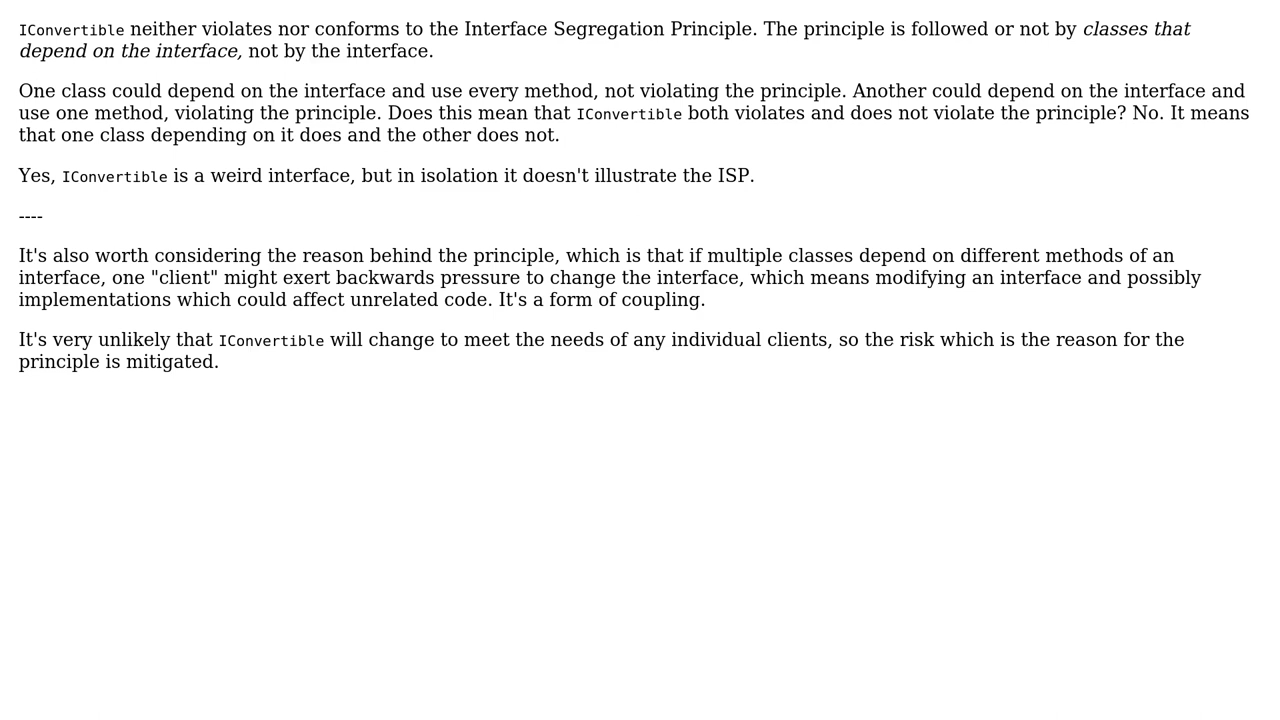 IConvertible neither violates nor conforms to the Interface Segregation Principle. The principle is followed or not by classes that
depend on the interface, not by the interface.
One class could depend on the interface and use every method, not violating the principle. Another could depend on the interface and
use one method, violating the principle. Does this mean that IConvertible both violates and does not violate the principle? No. It means
that one class depending on it does and the other does not.
Yes, IConvertible is a weird interface, but in isolation it doesn't illustrate the ISP.
----
It's also worth considering the reason behind the principle, which is that if multiple classes depend on different methods of an
interface, one "client" might exert backwards pressure to change the interface, which means modifying an interface and possibly
implementations which could affect unrelated code. It's a form of coupling.
It's very unlikely that IConvertible will change to meet the needs of any individual clients, so the risk which is the reason for the
principle is mitigated.